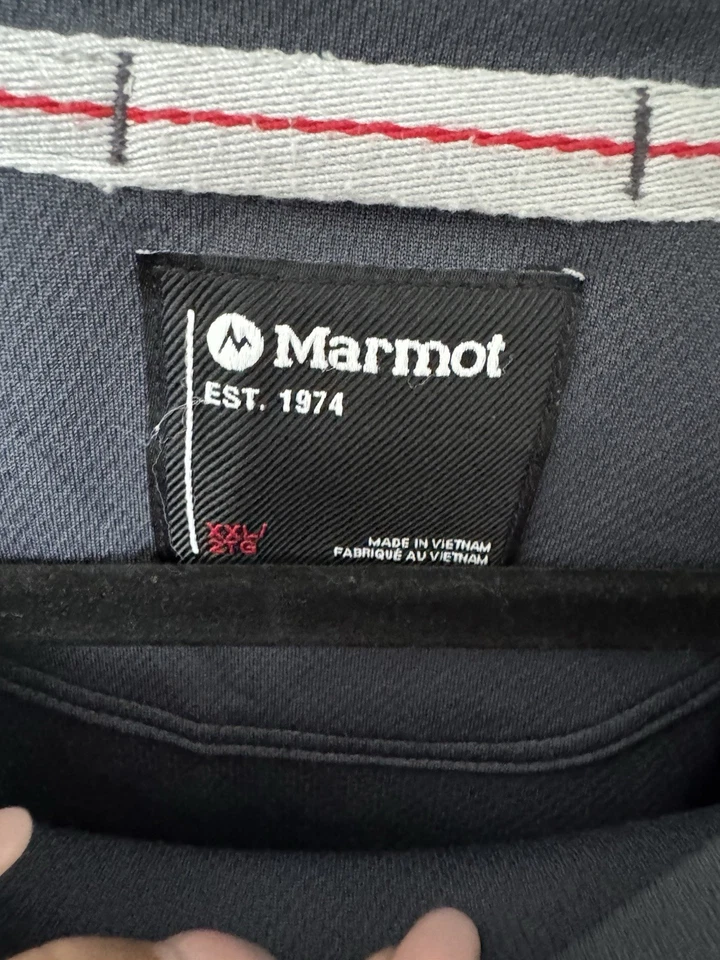 Marmot
EST. 1974
XXL/
2TG
MADE IN VIETNAM
FABRIQUÉ AU VIETNAM